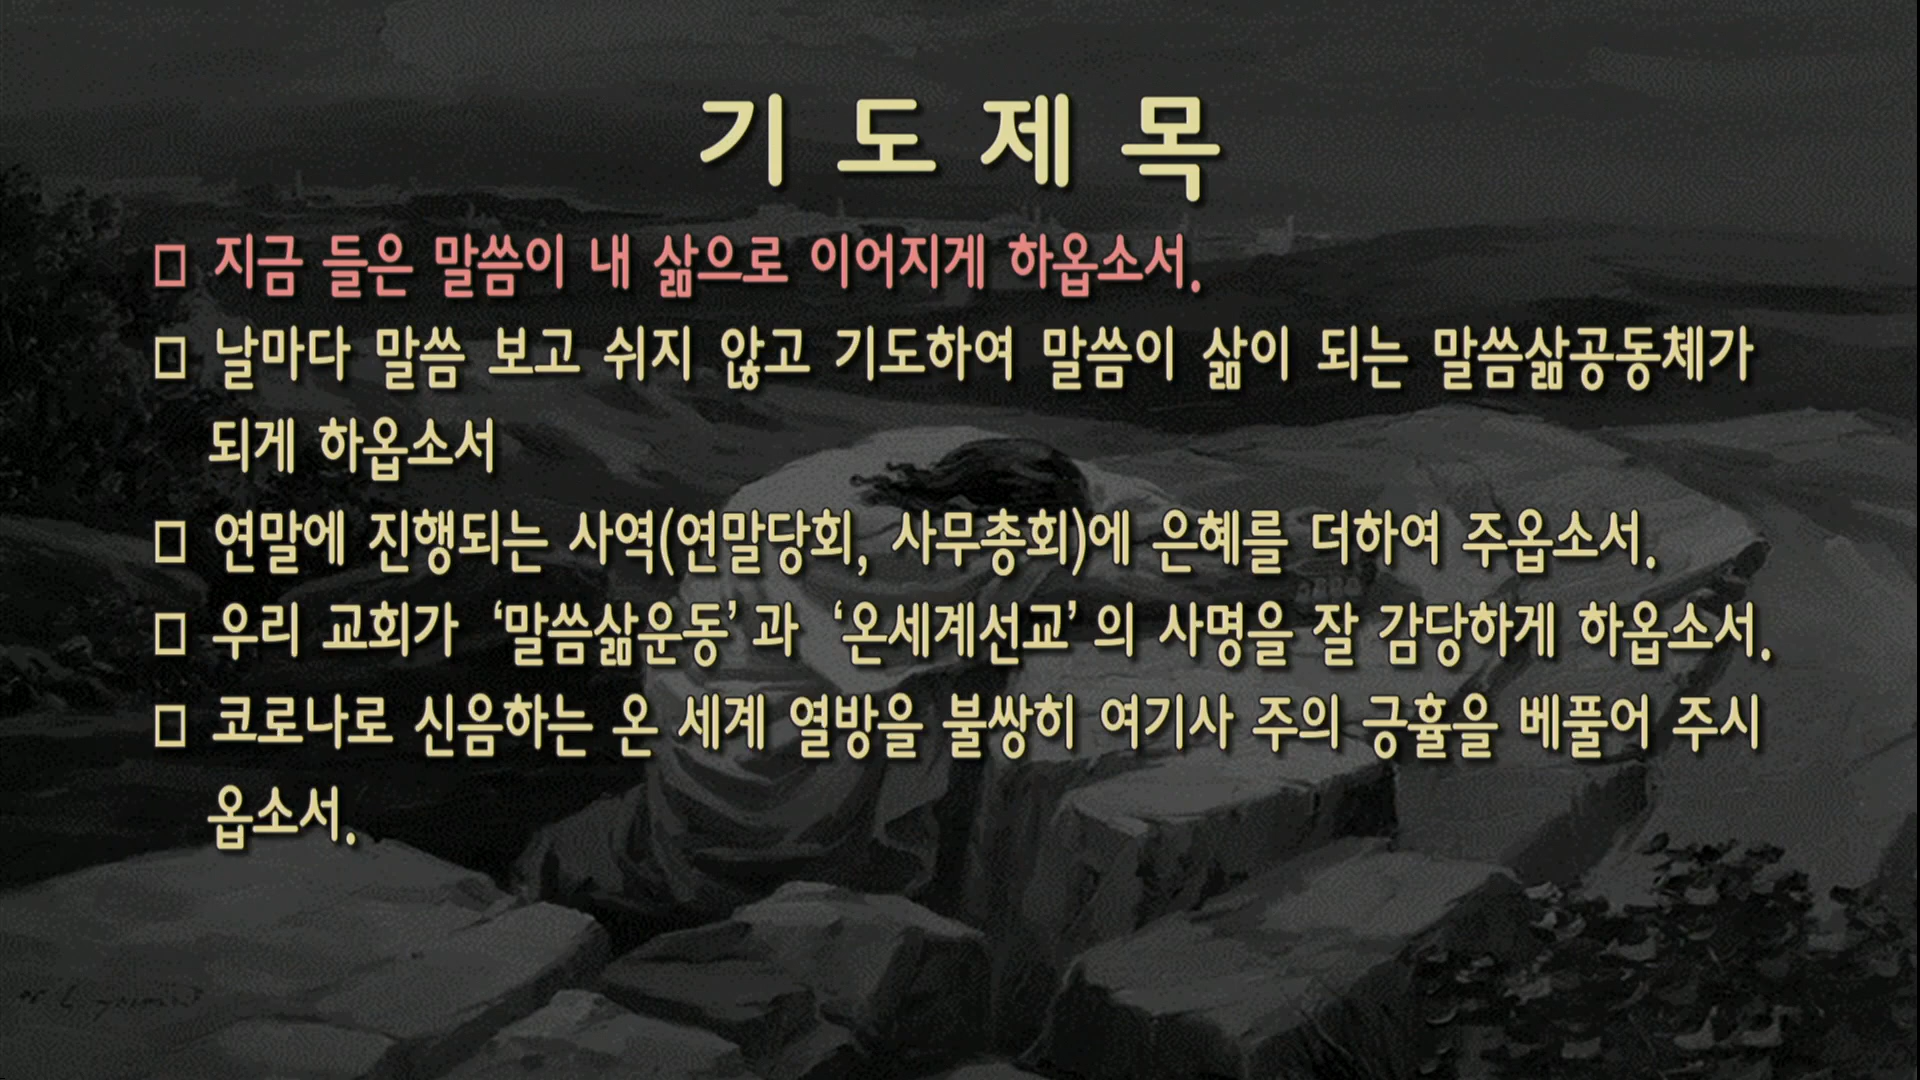 기 도 제 목
□ 지금 들은 말씀이 내 삶으로 이어지게 하옵소서.
□ 날마다 말씀 보고 쉬지 않고 기도하여 말씀이 삶이 되는 말씀삶공동체가
되게 하옵소서
□ 연말에 진행되는 사역(연말당회, 사무총회)에 은혜를 더하여 주옵소서.
□ 우리 교회가 ‘말씀삶운동’과 ‘온세계선교’의 사명을 잘 감당하게 하옵소서.
□ 코로나로 신음하는 온 세계 열방을 불쌍히 여기사 주의 긍휼을 베풀어 주시
옵소서.